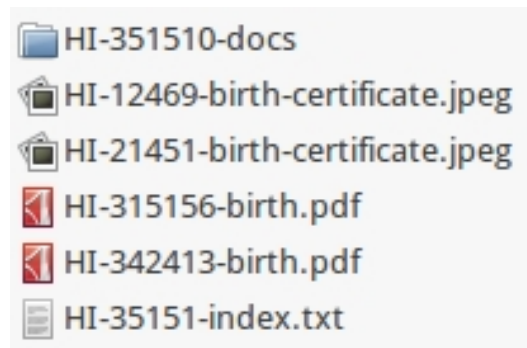 HI-351510-docs
HI-12469-birth-certificate.jpeg
HI-21451-birth-certificate.jpeg
HI-315156-birth.pdf
HI-342413-birth.pdf
HI-35151-index.txt